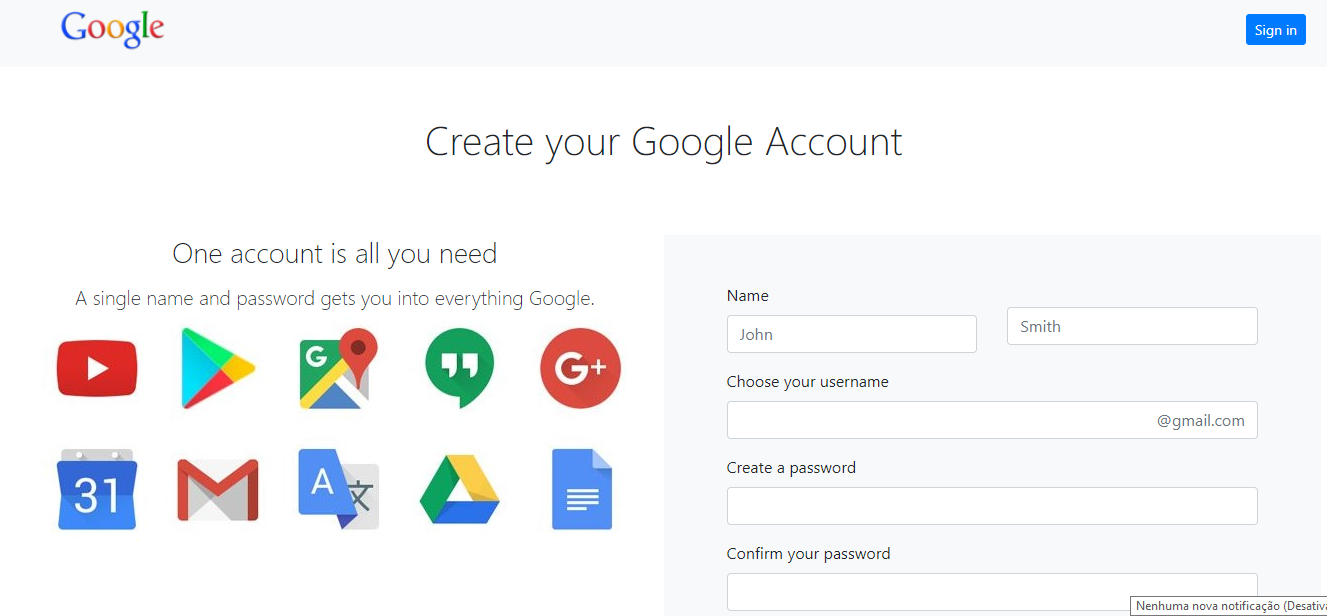 Google
Sign in
Create your Google Account
One account is all you need
A single name and password gets you into everything Google.
G
G+
31
A 文
Name
John
Smith
Choose your username
@gmail.com
Create a password
Confirm your password
Nenhuma nova notificação (Desativa